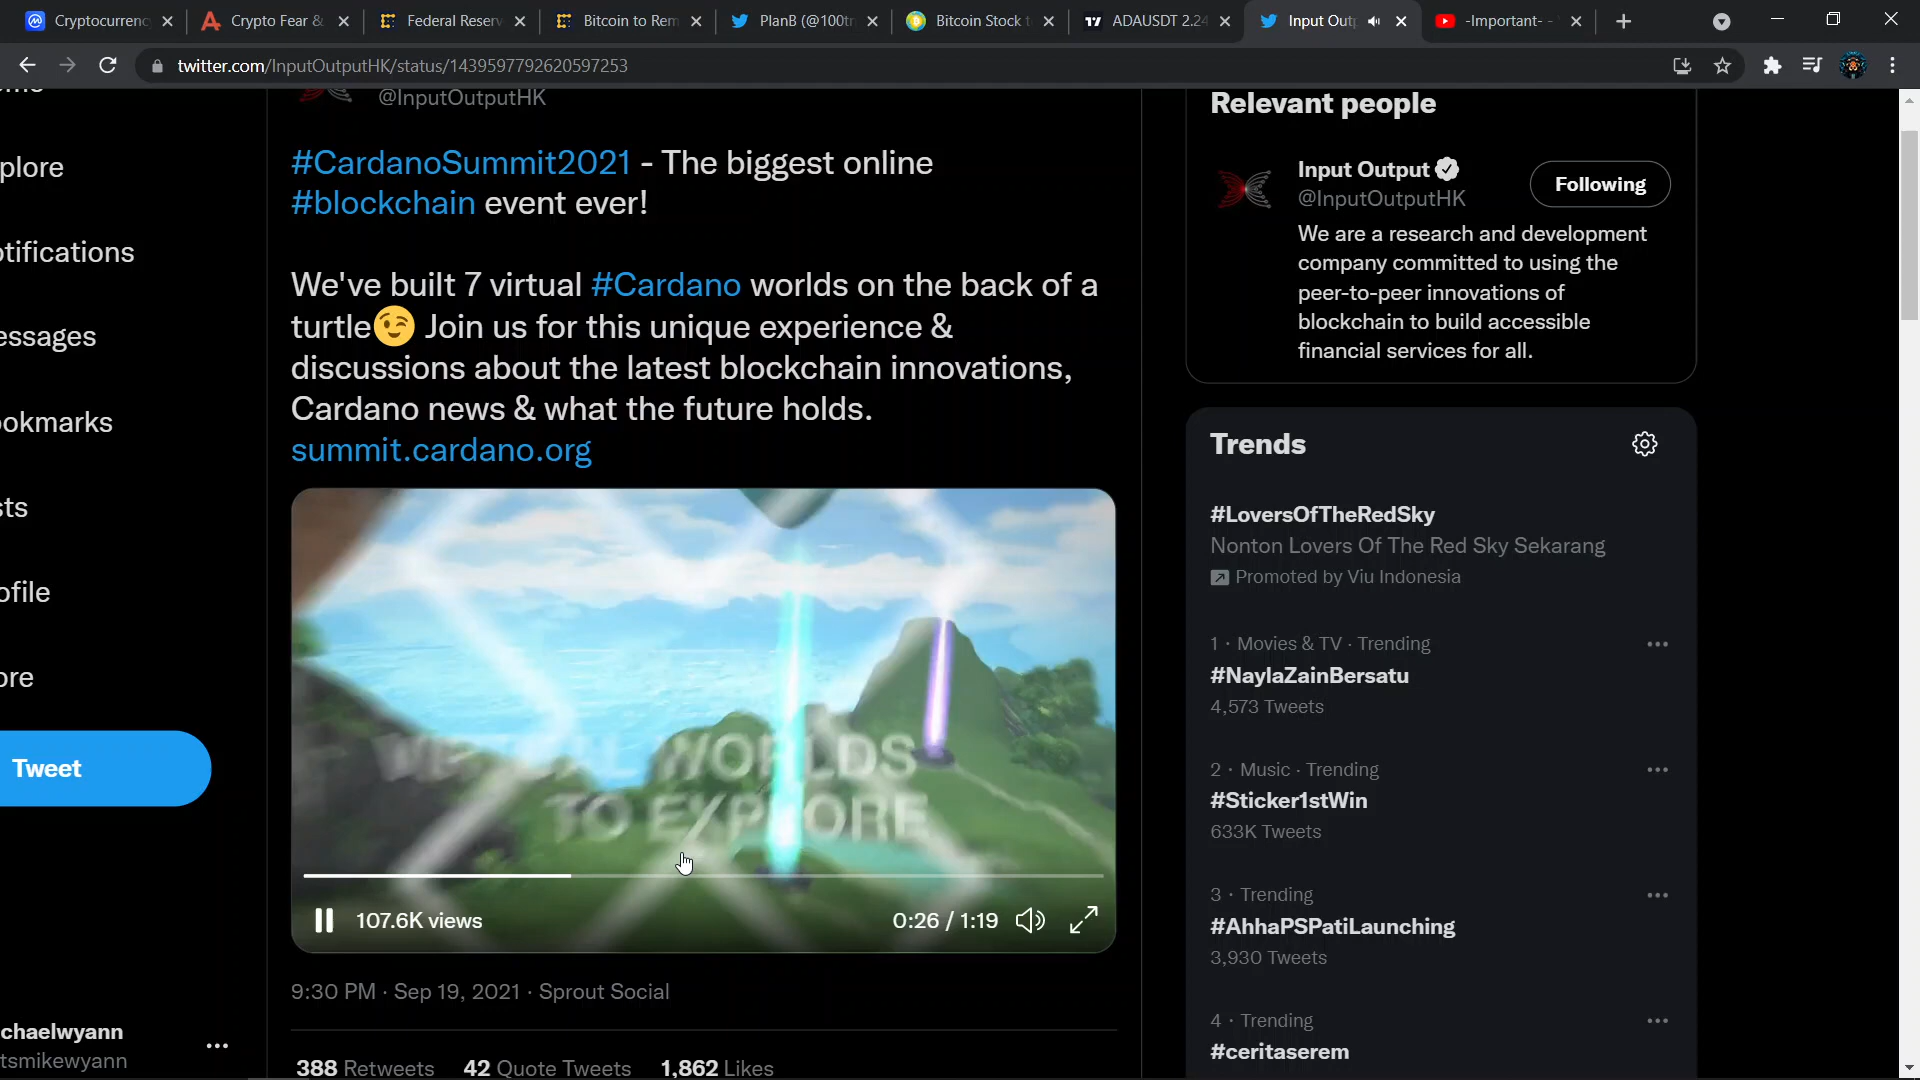 Cryptocurrenc
Crypto Fear &
Federal Reserv
Bitcoin to Rem
PlanB (@100tr
Bitcoin Stock t
ADAUSDT 2.24
Input Outp
-Important- -
twitter.com/InputOutputHK/status/1439597792620597253
plore
otifications
essages
ookmarks
sts
ofile
ore
Tweet
chaelwyann
tsmikewyann
@InputOutputHK
#CardanoSummit2021 - The biggest online
#blockchain event ever!
We've built 7 virtual #Cardano worlds on the back of a
turtle😉 Join us for this unique experience &
discussions about the latest blockchain innovations,
Cardano news & what the future holds.
summit.cardano.org
VIRTUAL WORLDS
TO EXPLORE
107.6K views
0:26 / 1:19
9:30 PM · Sep 19, 2021 · Sprout Social
388 Retweets 42 Quote Tweets 1,862 Likes
Relevant people
Input Output
@InputOutputHK
Following
We are a research and development
company committed to using the
peer-to-peer innovations of
blockchain to build accessible
financial services for all.
Trends
#LoversOfTheRedSky
Nonton Lovers Of The Red Sky Sekarang
Promoted by Viu Indonesia
1 · Movies & TV · Trending
#NaylaZainBersatu
4,573 Tweets
2 · Music · Trending
#Sticker1stWin
633K Tweets
3 · Trending
#AhhaPSPatiLaunching
3,930 Tweets
4 · Trending
#ceritaserem